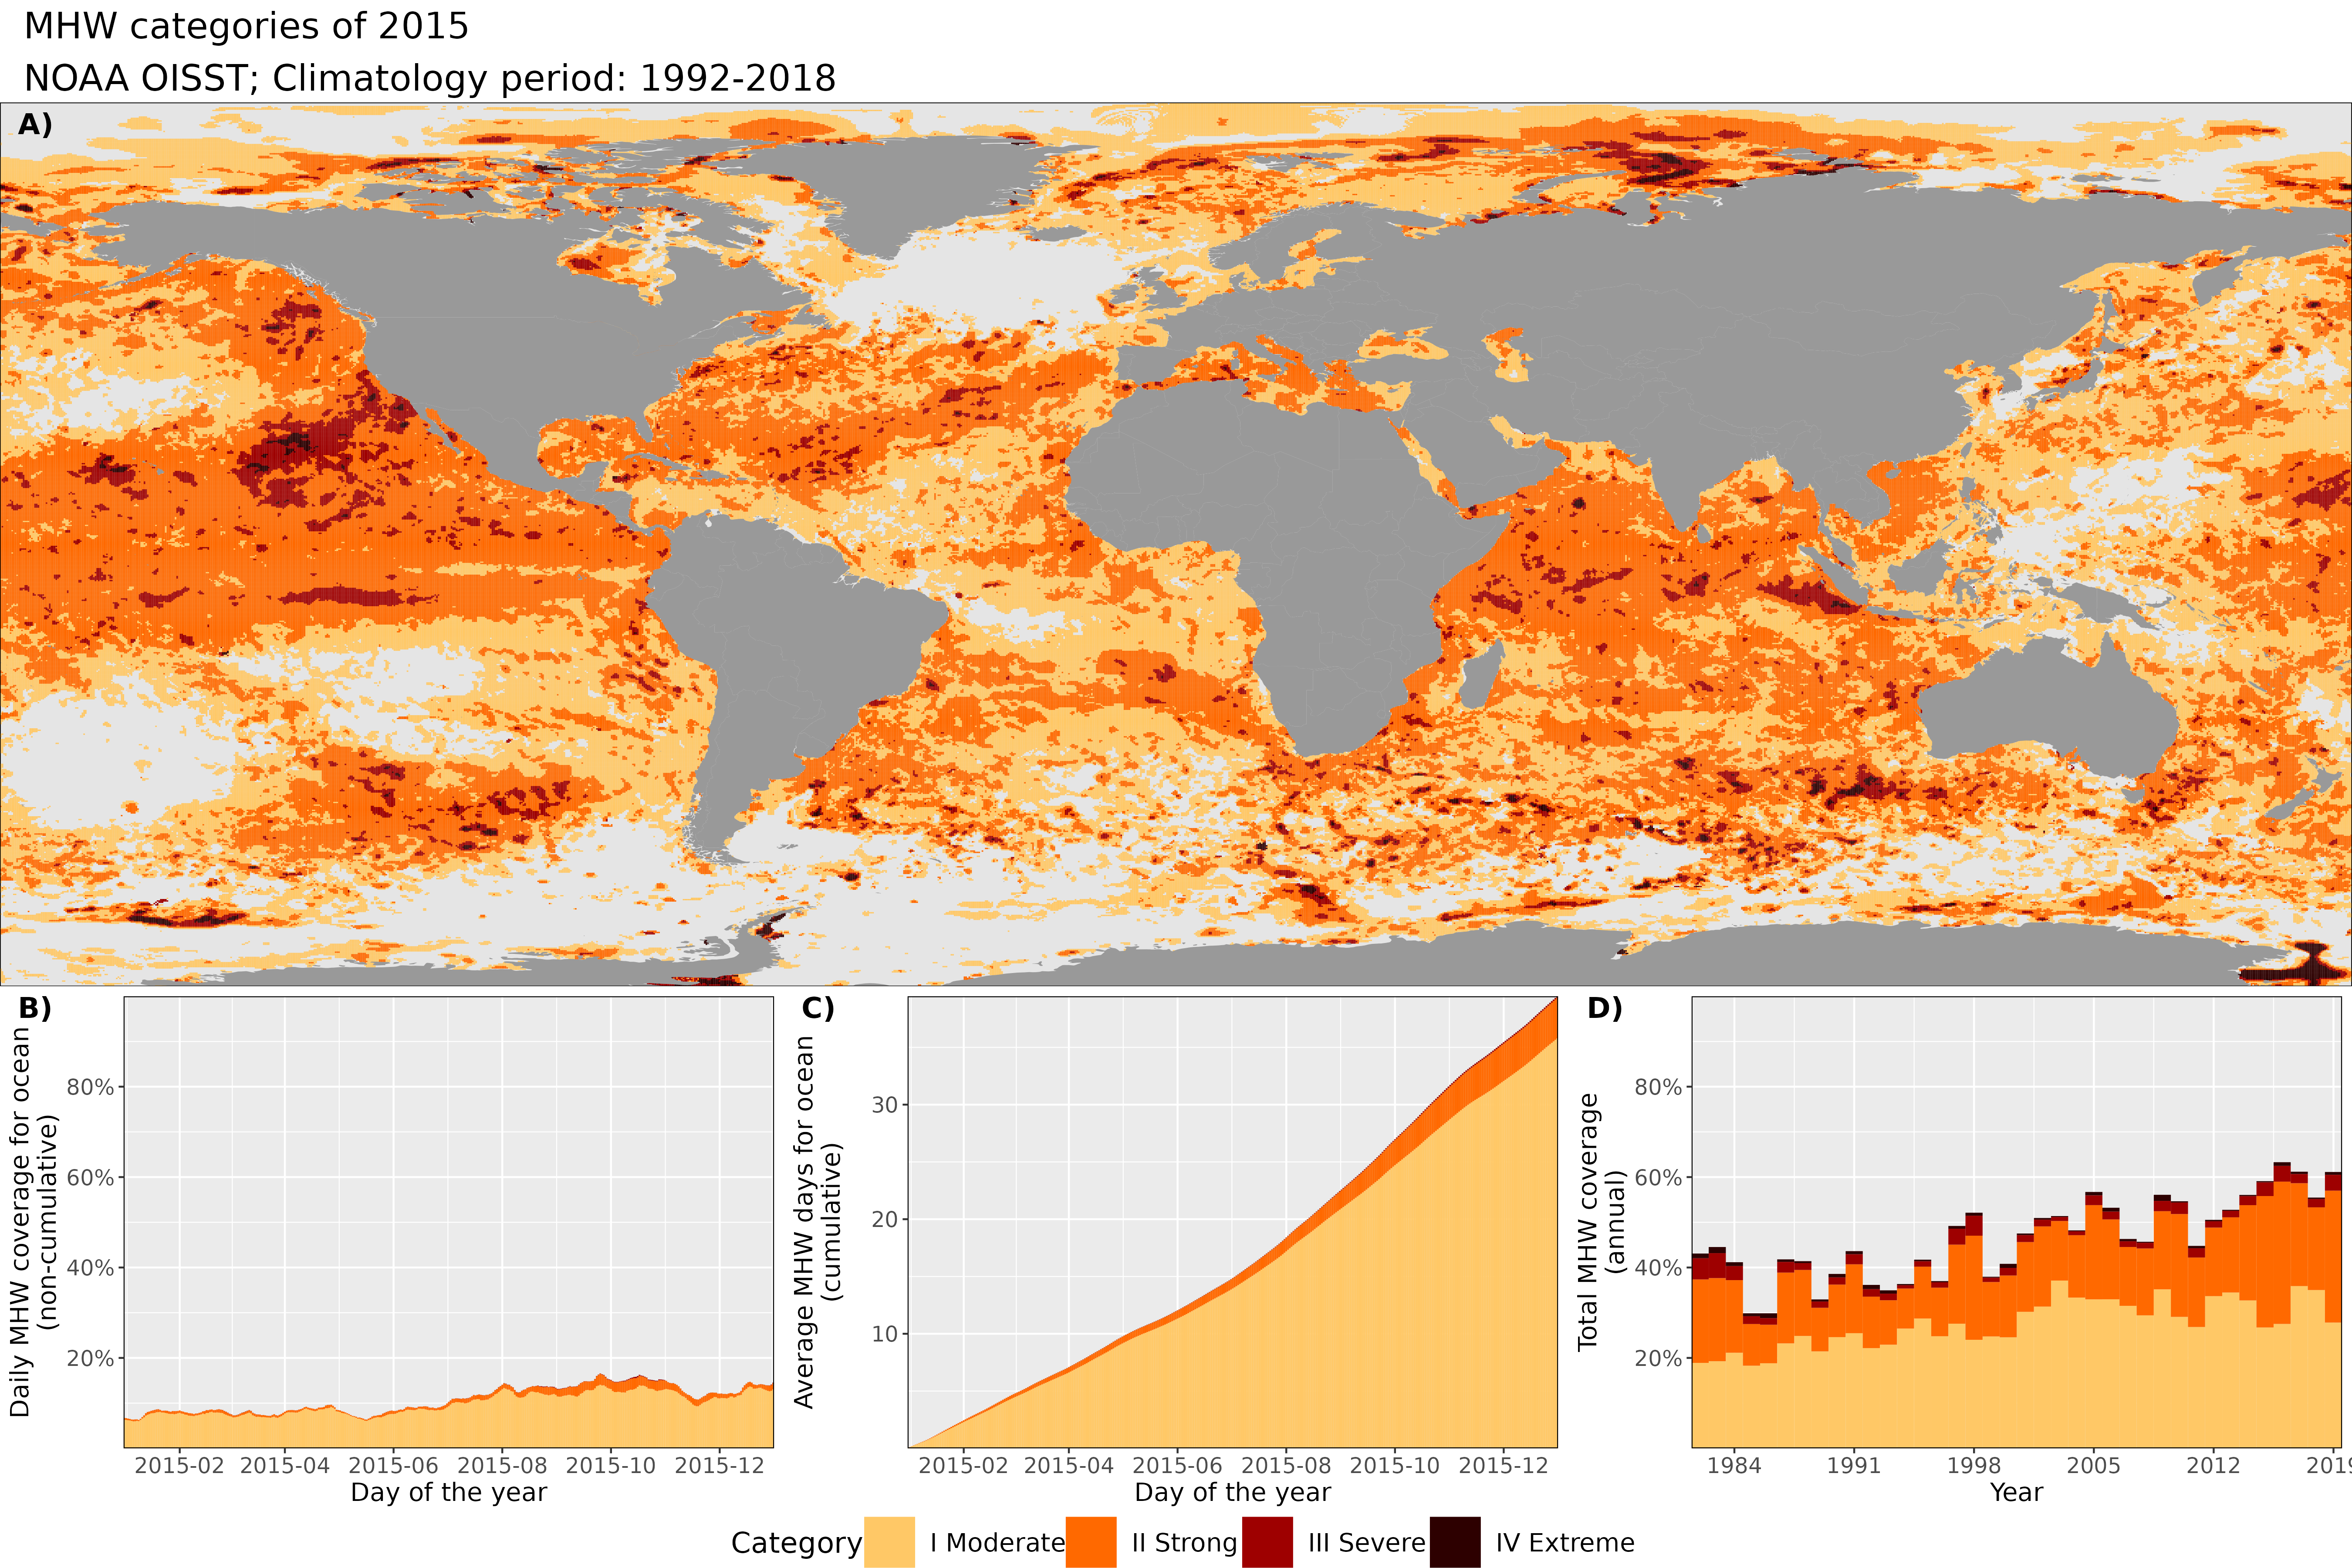 MHW categories of 2015
NOAA OISST; Climatology period: 1992-2018
A)
B)
Daily MHW coverage for ocean
(non-cumulative)
80%
60%
40%
20%
2015-02 2015-04 2015-06 2015-08 2015-10 2015-12
Day of the year
C)
Average MHW days for ocean
(cumulative)
30
20
10
2015-02 2015-04 2015-06 2015-08 2015-10 2015-12
Day of the year
D)
Total MHW coverage
(annual)
80%
60%
40%
20%
1984 1991 1998 2005 2012 2019
Year
Category I Moderate II Strong III Severe IV Extreme